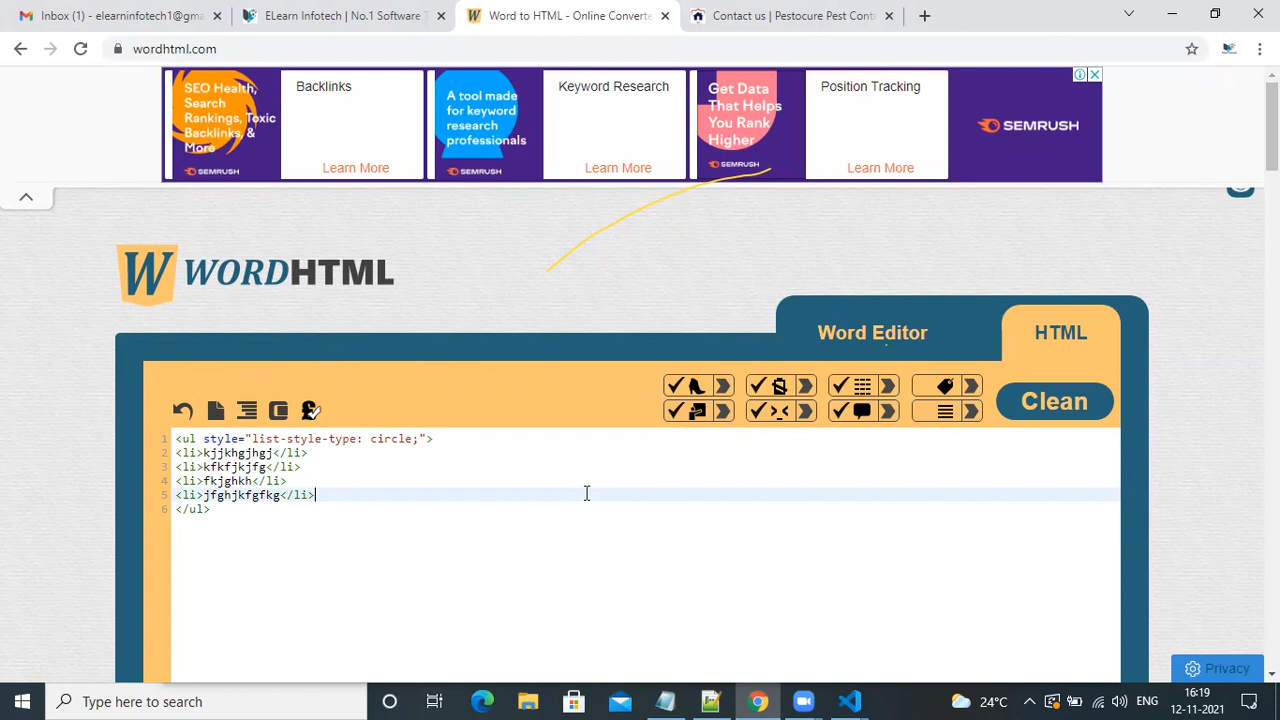 Inbox (1) - elearninfotech1@gma
ELearn Infotech | No.1 Software T
Word to HTML - Online Converte
Contact us | Pestocure Pest Contr
wordhtml.com
SEO Health,
Search
Rankings, Toxic
Backlinks, &
More
SEMRUSH
Backlinks
Learn More
A tool made
for keyword
research
professionals
SEMRUSH
Keyword Research
Learn More
Get Data
That Helps
You Rank
Higher
SEMRUSH
Position Tracking
Learn More
SEMRUSH
W WORDHTML
Word Editor
HTML
Clean
1 <ul style="list-style-type: circle;">
2 <li>kjjkhgjhgj</li>
3 <li>kfkfjkjfg</li>
4 <li>fkjghkh</li>
5 <li>jfghjkfgfkg</li>
6 </ul>
Privacy
Type here to search
24°C
ENG
16:19
12-11-2021